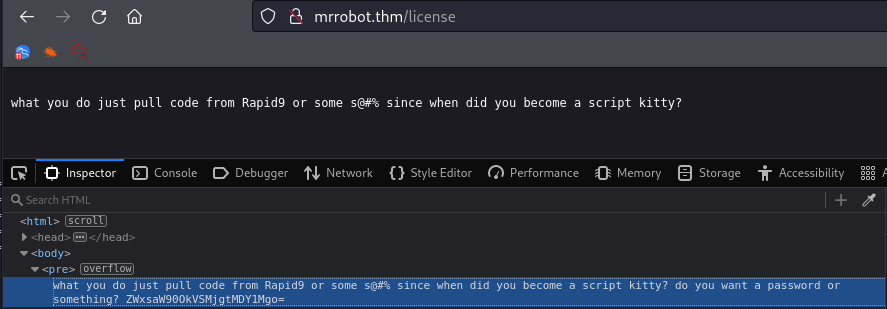 mrrobot.thm/license
what you do just pull code from Rapid9 or some s@#% since when did you become a script kitty?
Inspector Console Debugger Network Style Editor Performance Memory Storage Accessibility
Search HTML
<html> scroll
<head> ••• </head>
<body>
<pre> overflow
what you do just pull code from Rapid9 or some s@#% since when did you become a script kitty? do you want a password or
something? ZWxsaW90OkVSMjgtMDY1Mgo=